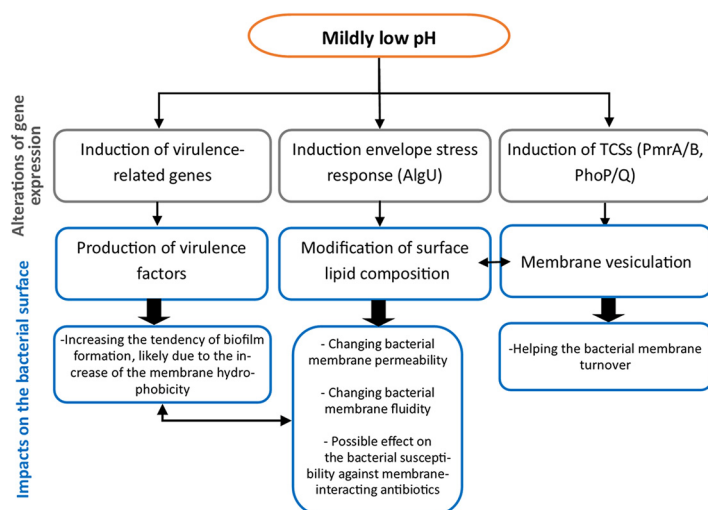 Mildly low pH
Alterations of gene
expression
Induction of virulence-
related genes
Induction envelope stress
response (AlgU)
Induction of TCSs (PmrA/B,
PhoP/Q)
Impacts on the bacterial surface
Production of virulence
factors
Modification of surface
lipid composition
Membrane vesiculation
-Increasing the tendency of biofilm
formation, likely due to the in-
crease of the membrane hydro-
phobicity
- Changing bacterial
membrane permeability
- Changing bacterial
membrane fluidity
- Possible effect on
the bacterial suscepti-
bility against membrane-
interacting antibiotics
-Helping the bacterial membrane
turnover